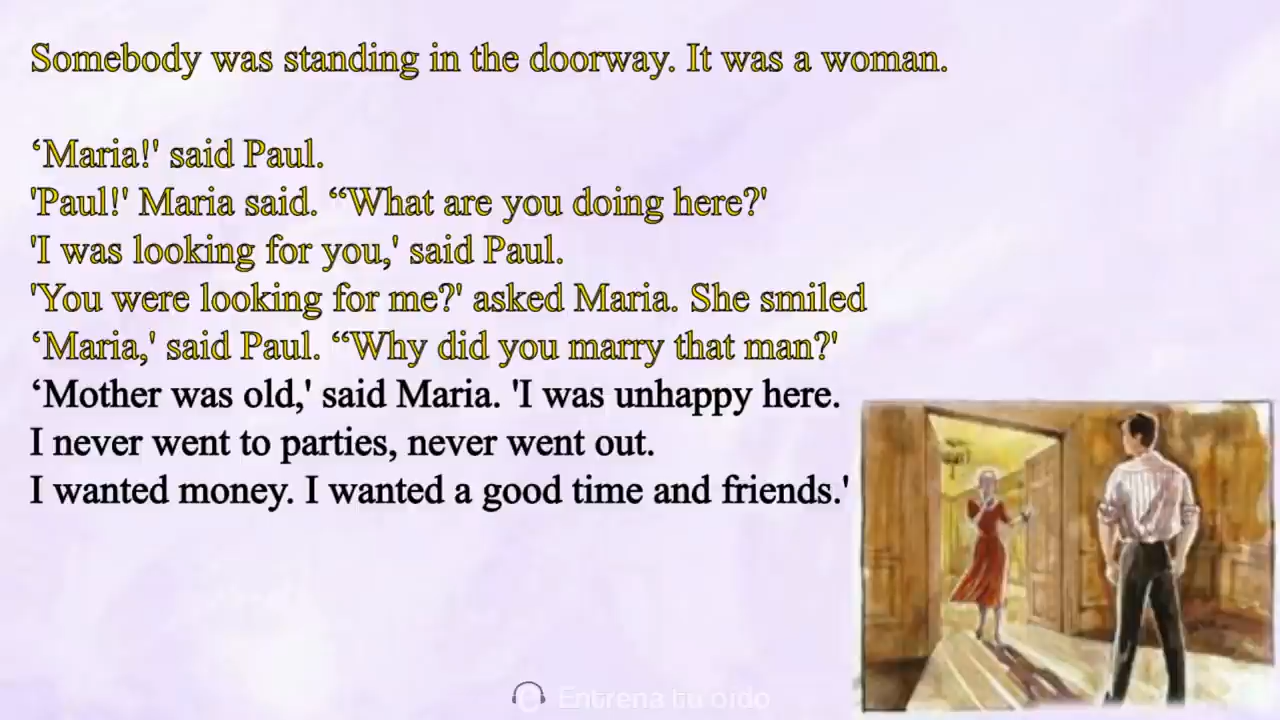 Somebody was standing in the doorway. It was a woman.
‘Maria!' said Paul.
'Paul!' Maria said. “What are you doing here?'
'I was looking for you,' said Paul.
'You were looking for me?' asked Maria. She smiled
‘Maria,' said Paul. “Why did you marry that man?'
‘Mother was old,' said Maria. 'I was unhappy here.
I never went to parties, never went out.
I wanted money. I wanted a good time and friends.'
Entrena tu oído